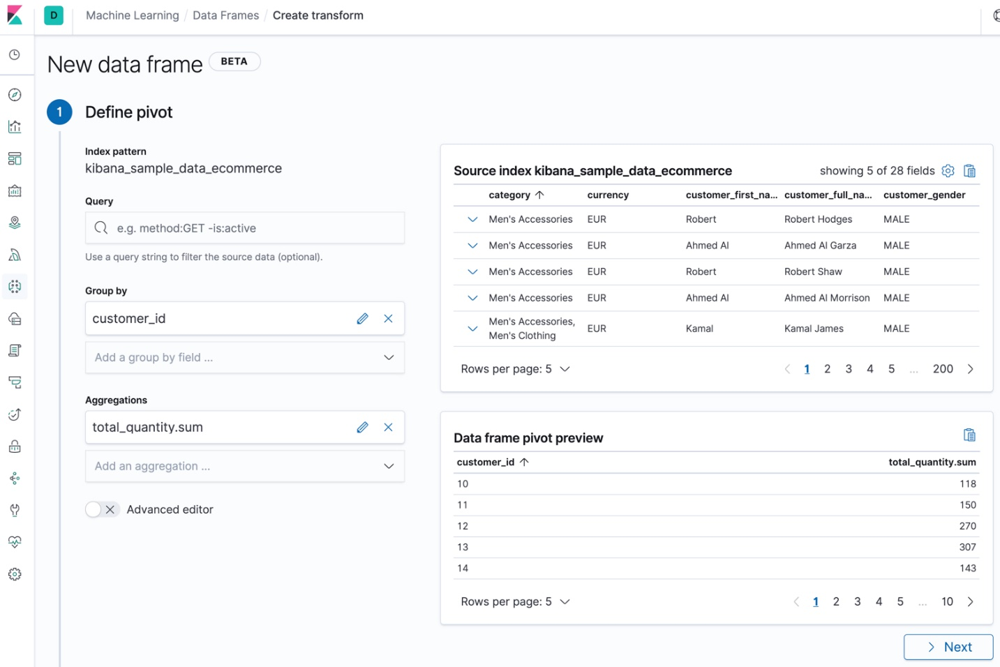 D Machine Learning / Data Frames / Create transform
New data frame BETA
1 Define pivot
Index pattern
kibana_sample_data_ecommerce
Query
e.g. method:GET -is:active
Use a query string to filter the source data (optional).
Group by
customer_id
Add a group by field ...
Aggregations
total_quantity.sum
Add an aggregation ...
Advanced editor
Source index kibana_sample_data_ecommerce showing 5 of 28 fields
category currency customer_first_na... customer_full_na... customer_gender
Men's Accessories EUR Robert Robert Hodges MALE
Men's Accessories EUR Ahmed Al Ahmed Al Garza MALE
Men's Accessories EUR Robert Robert Shaw MALE
Men's Accessories EUR Ahmed Al Ahmed Al Morrison MALE
Men's Accessories, EUR Kamal Kamal James MALE
Men's Clothing
Rows per page: 5 1 2 3 4 5 ... 200
Data frame pivot preview
customer_id total_quantity.sum
10 118
11 150
12 270
13 307
14 143
Rows per page: 5 1 2 3 4 5 ... 10
Next